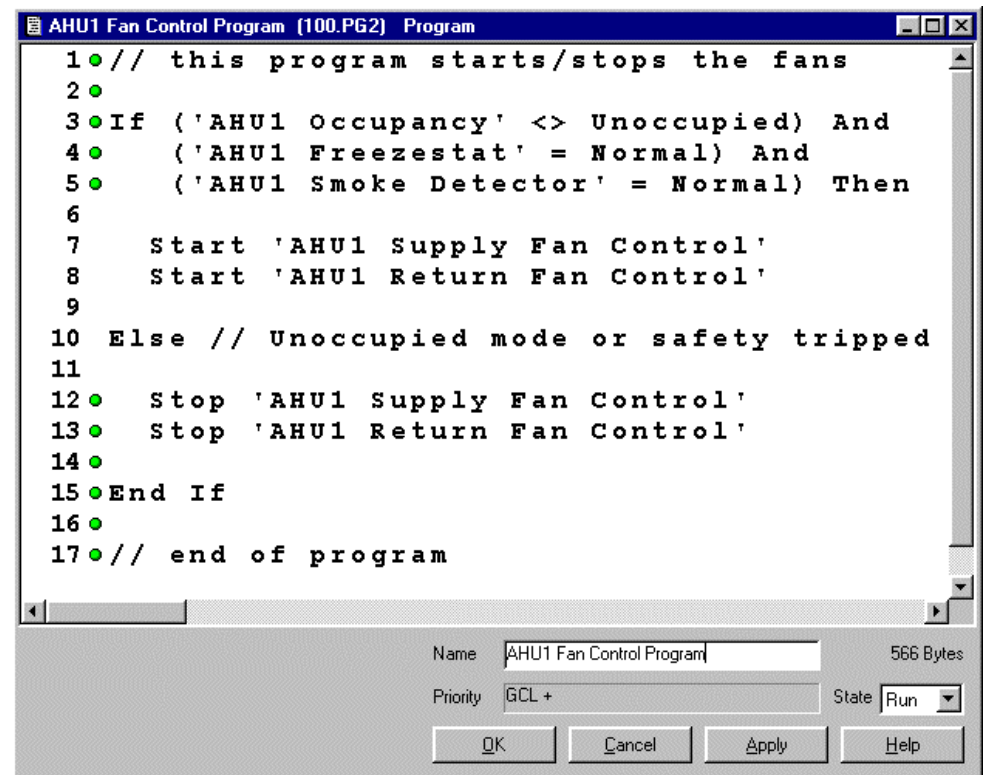 AHU1 Fan Control Program (100.PG2) Program
1 // this program starts/stops the fans
2
3 If ('AHU1 Occupancy' <> Unoccupied) And
4 ('AHU1 Freezestat' = Normal) And
5 ('AHU1 Smoke Detector' = Normal) Then
6
7 Start 'AHU1 Supply Fan Control'
8 Start 'AHU1 Return Fan Control'
9
10 Else // Unoccupied mode or safety tripped
11
12 Stop 'AHU1 Supply Fan Control'
13 Stop 'AHU1 Return Fan Control'
14
15 End If
16
17 // end of program
Name AHU1 Fan Control Program 566 Bytes
Priority GCL + State Run
OK Cancel Apply Help